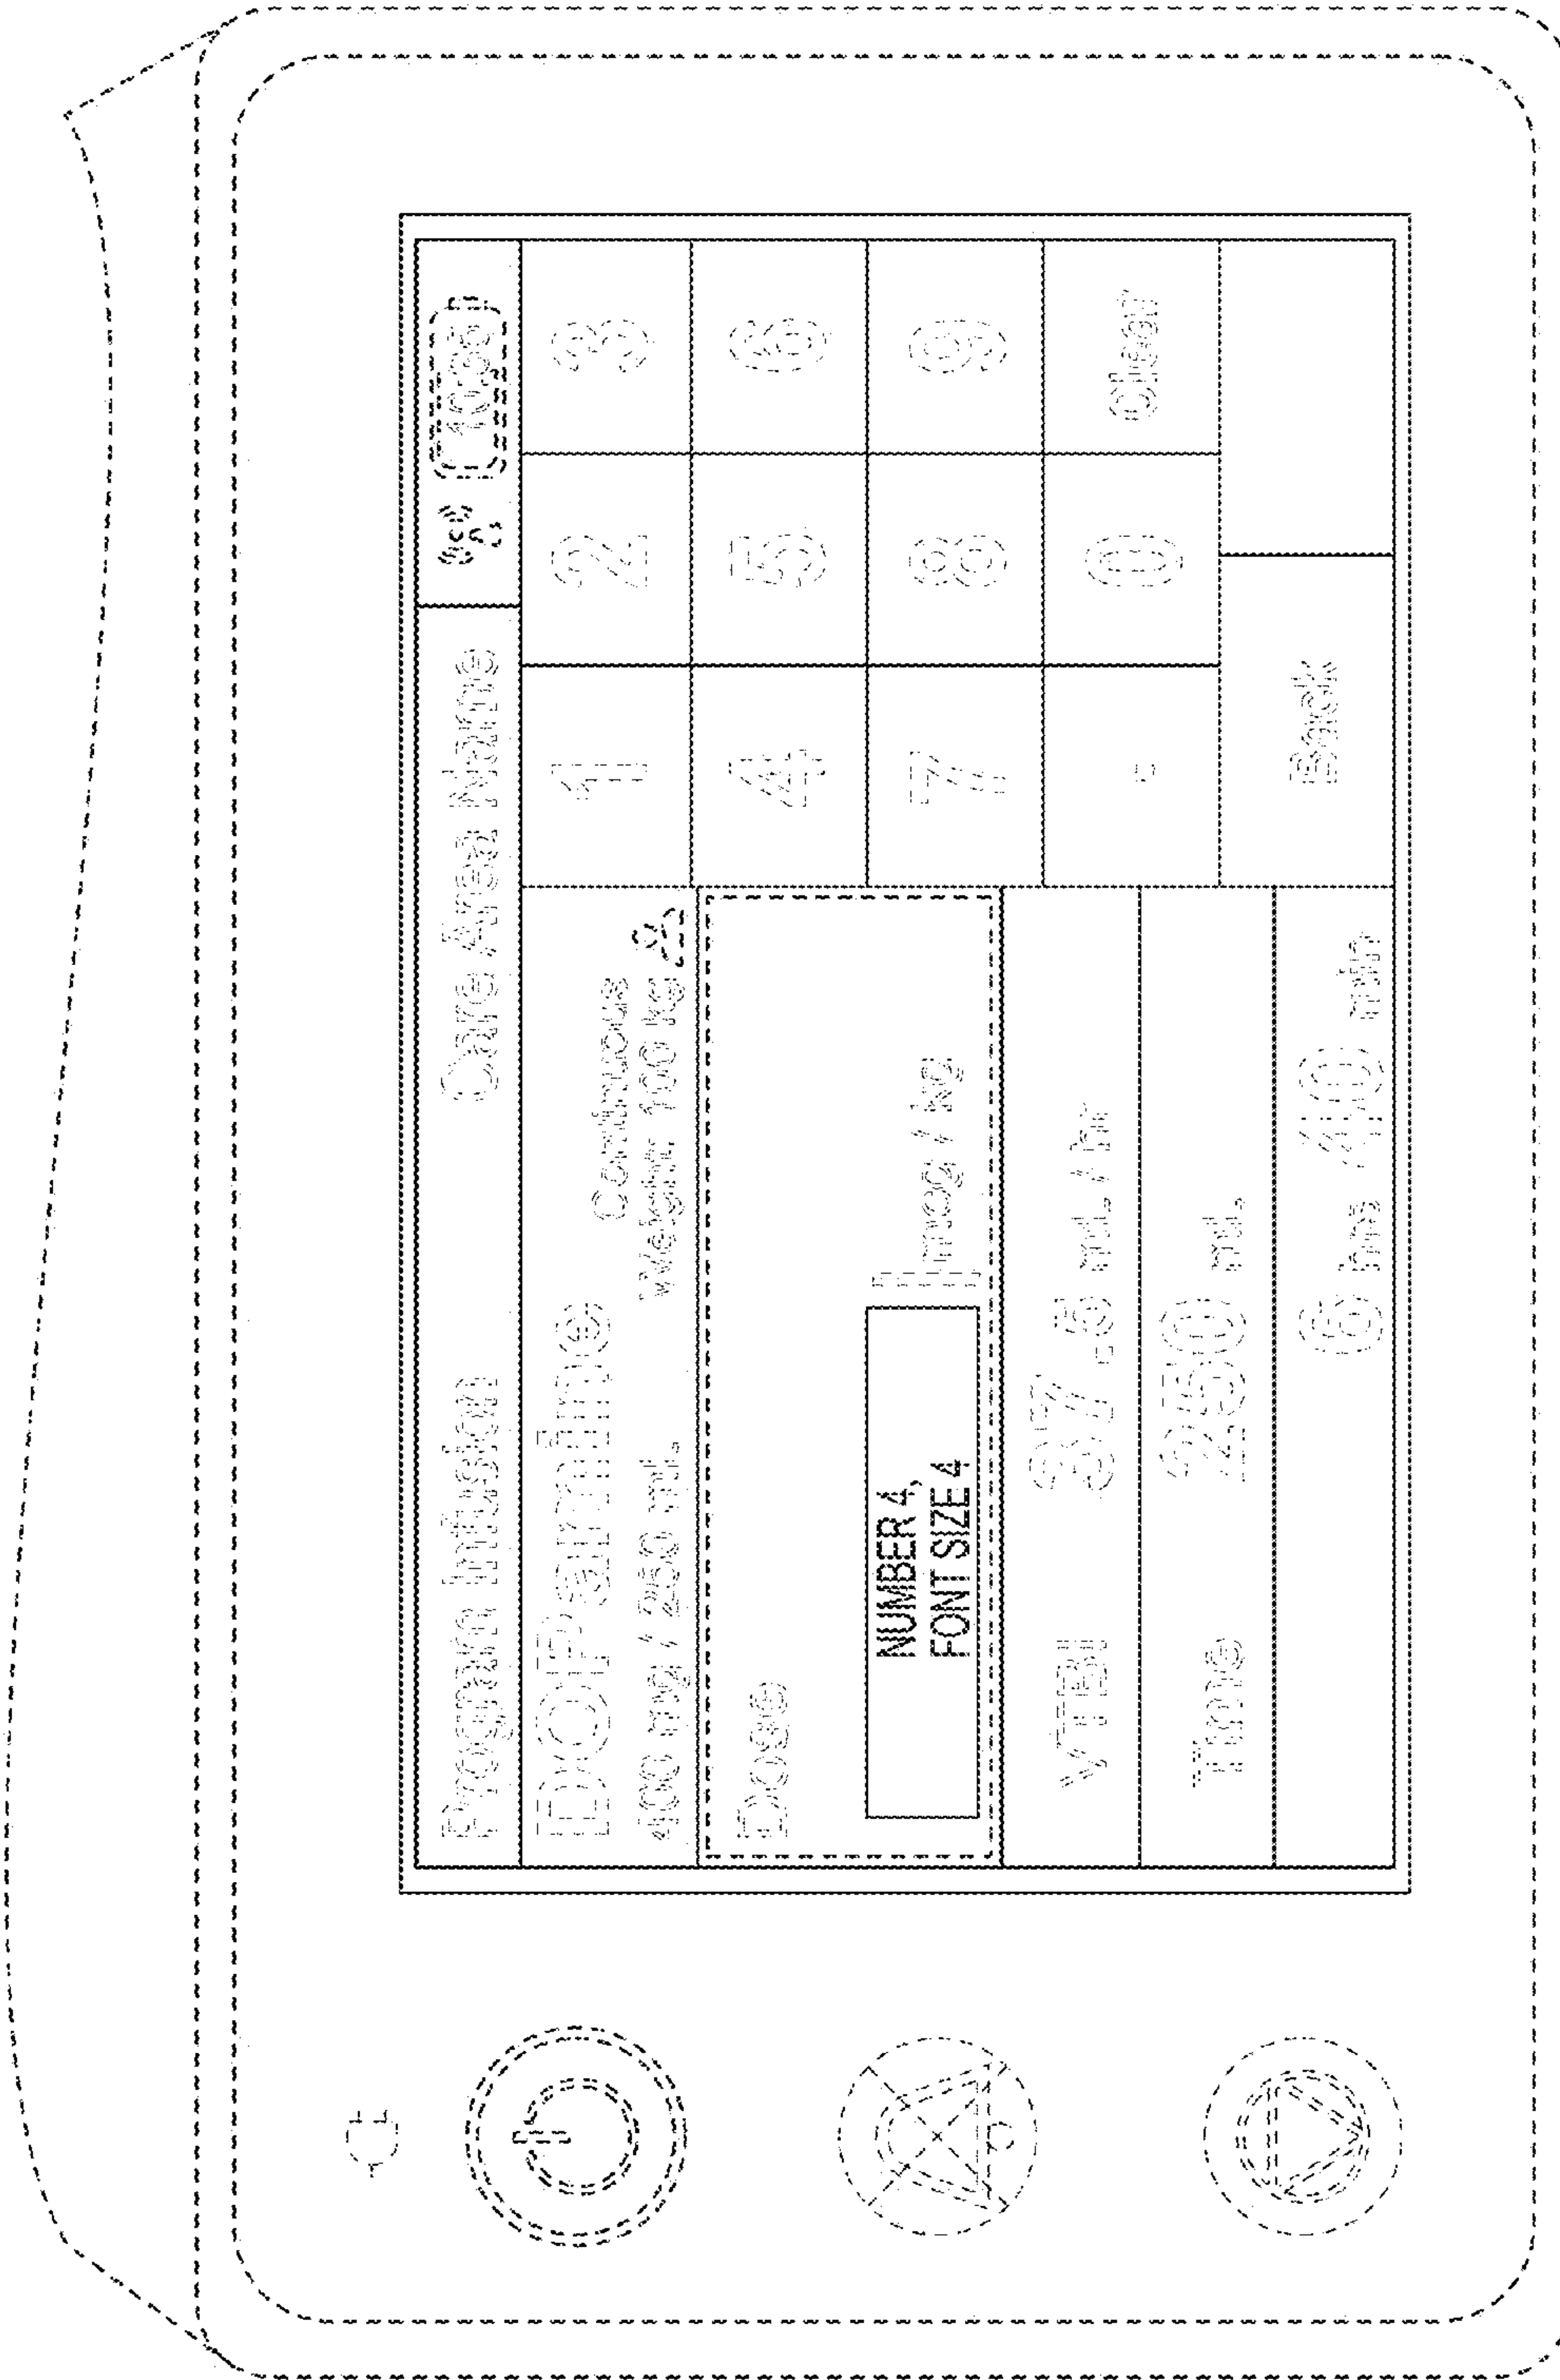 Program Infusion Care Area Name
DOPamine
Continuous
400 mg / 250 mL Weight: 100 kg
Dose
NUMBER 4,
FONT SIZE 4
mcg / kg
VTBI 37.5 mL / hr
Time 250 mL
6 hrs 40 min
1 2 3
4 5 6
7 8 9
. 0 Clear
Back